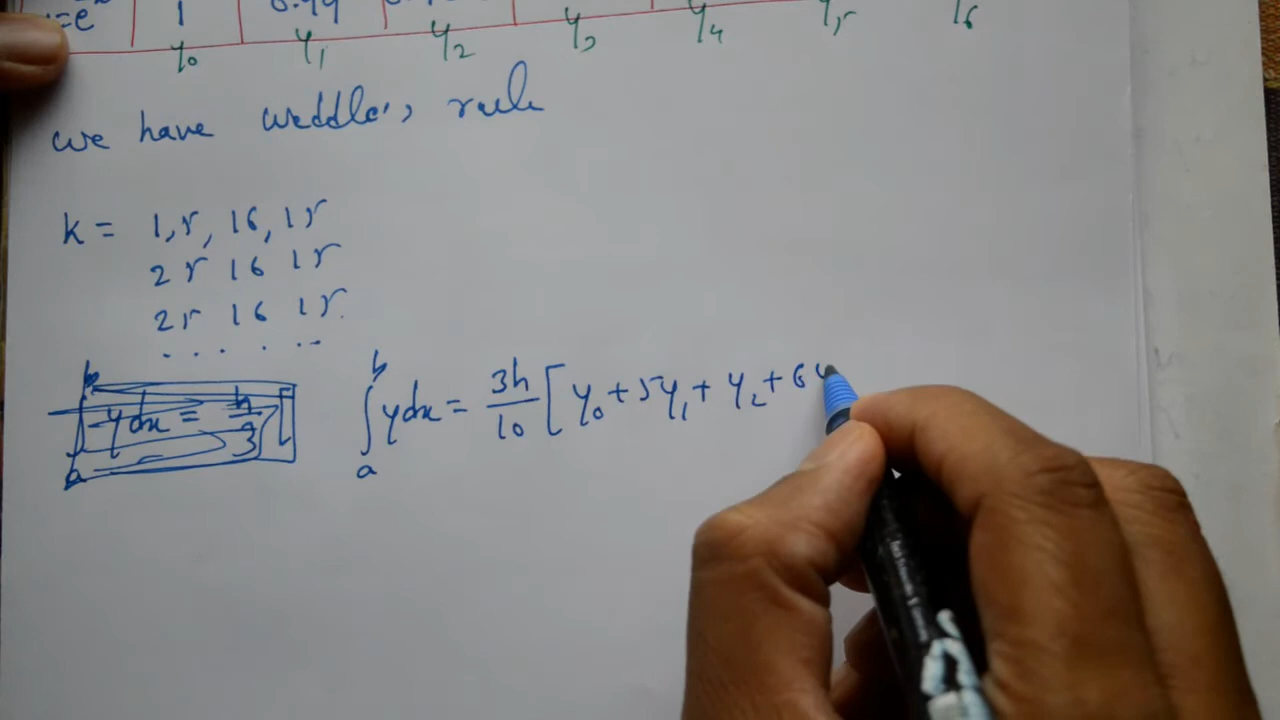 1
y₀ y₁ y₂ y₃ y₄ y₅ y₆
we have weddle's rule
k = 1, 5, 16, 15
2 5 16 15
2 5 16 15.
. . . . ..
∫ₐᵇ ydx = 3h/10 [ y₀ + 5y₁ + y₂ + 6y